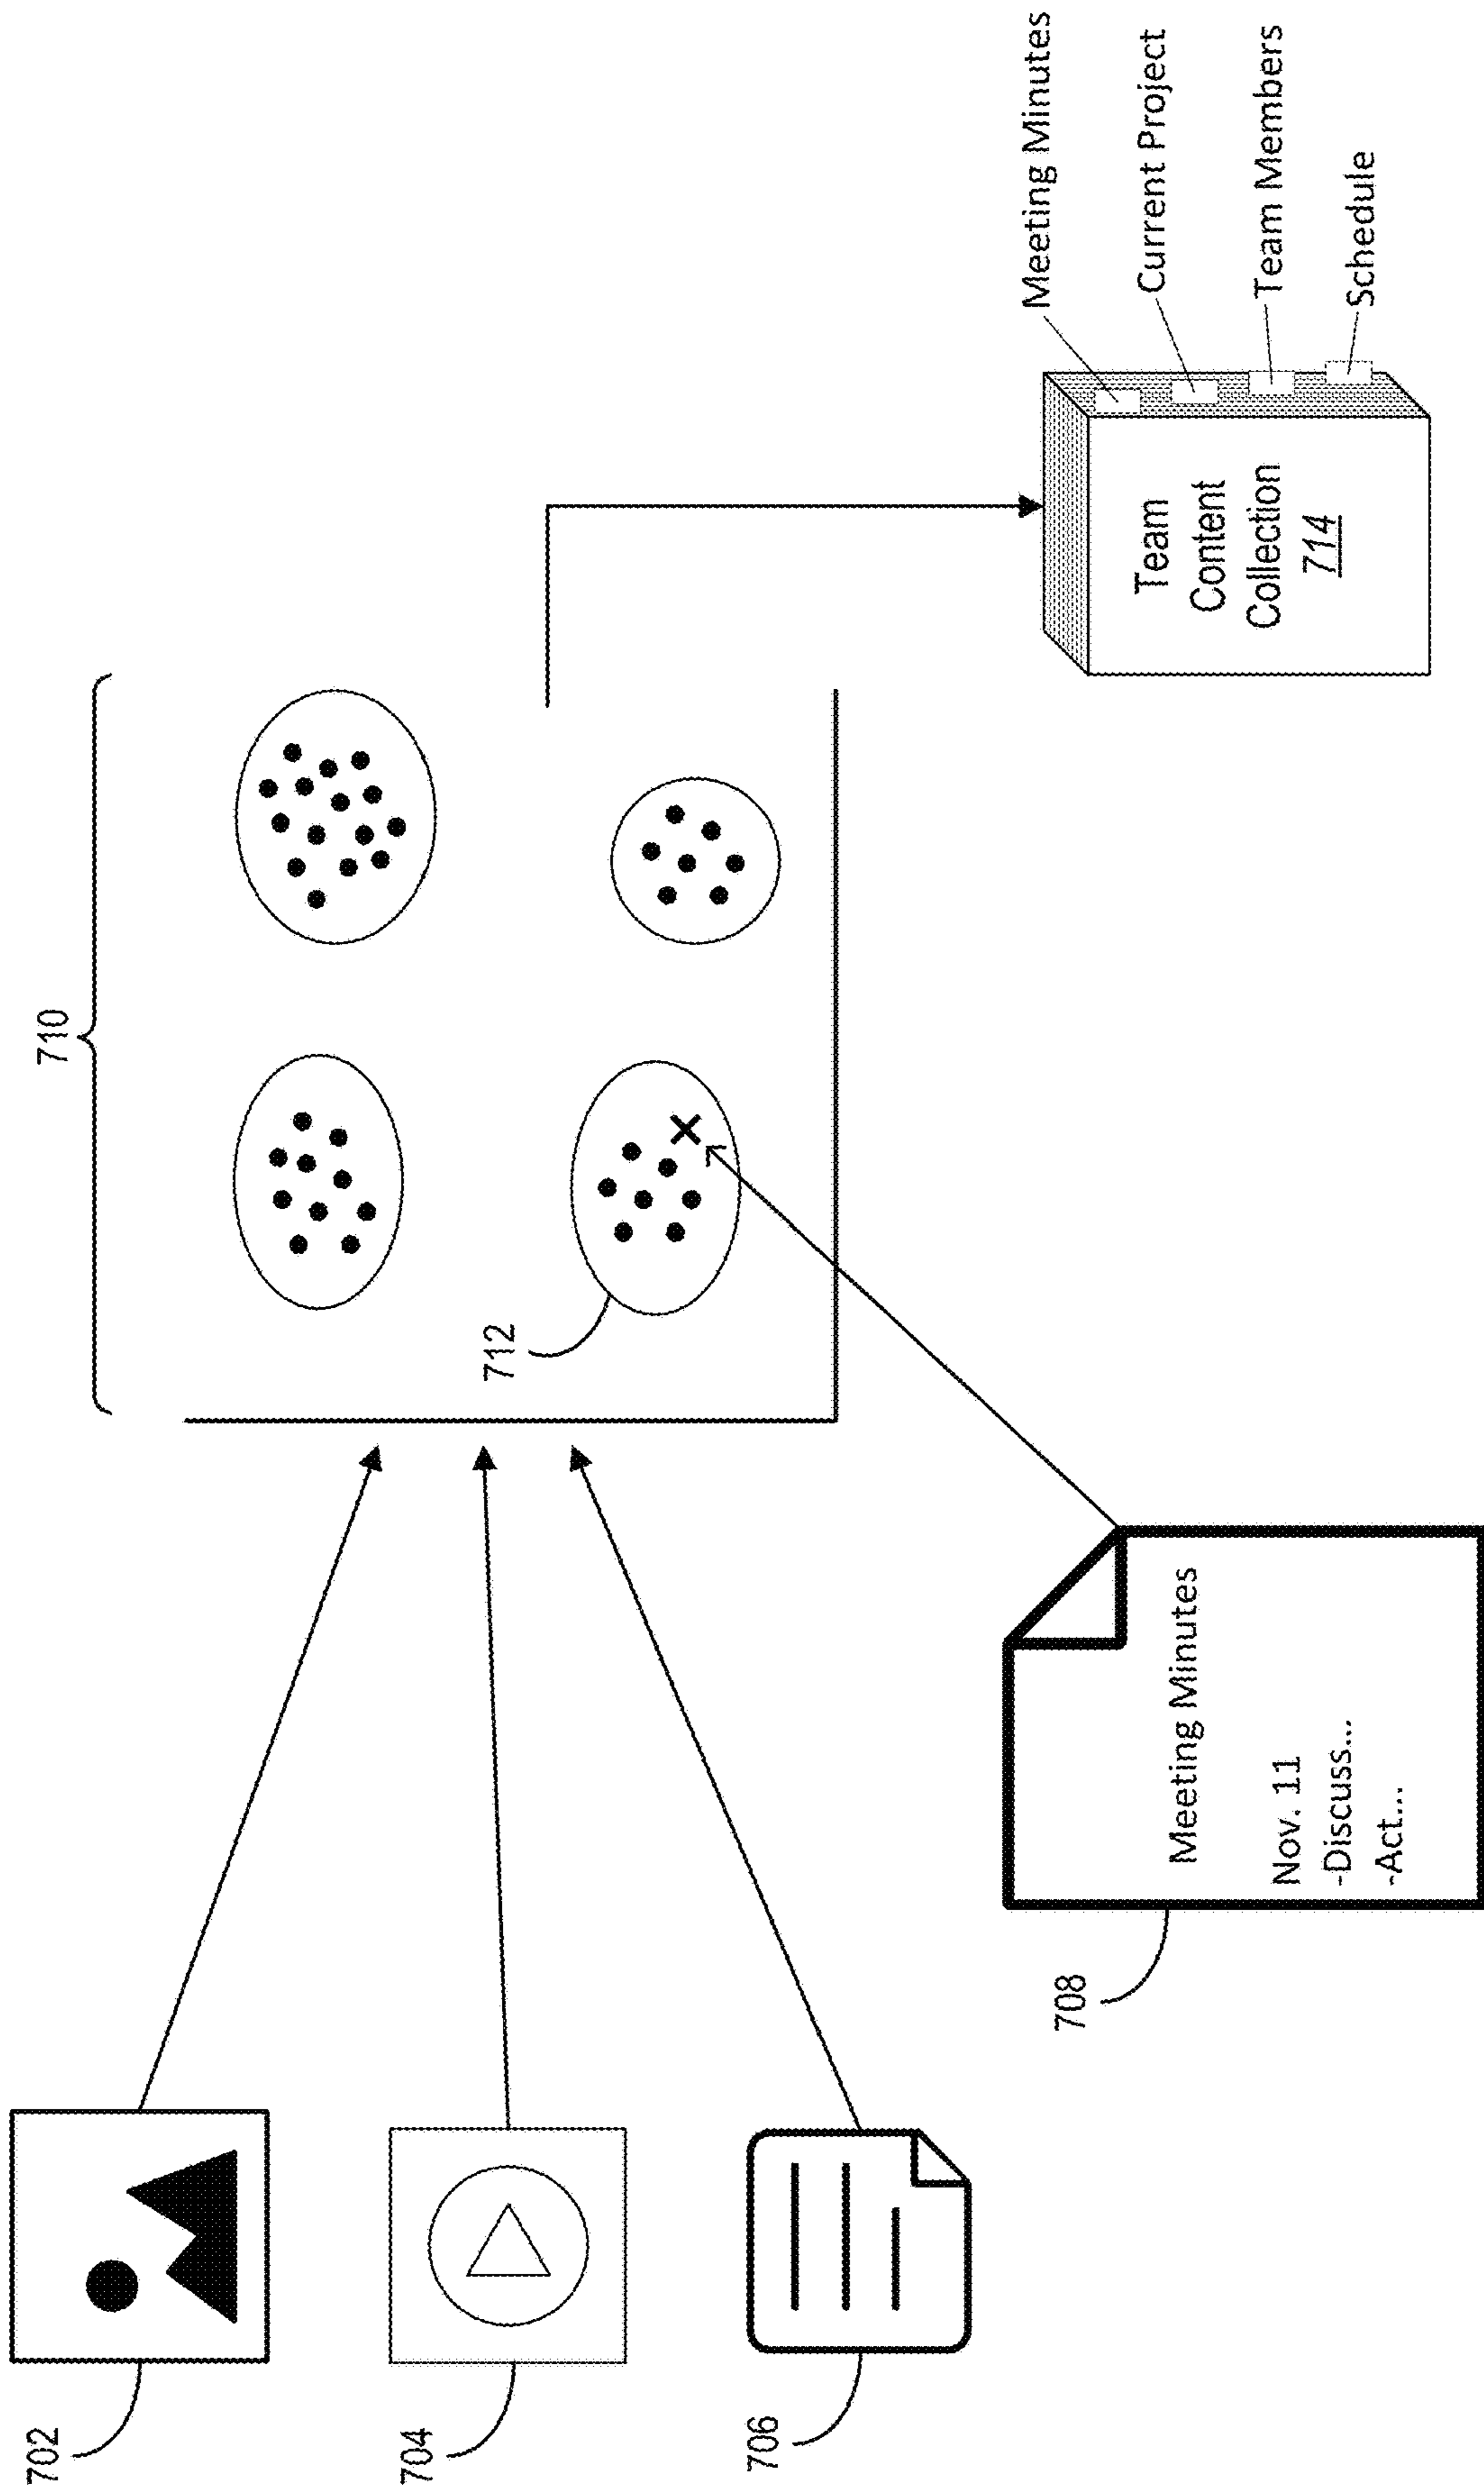 702
704
706
708
Meeting Minutes
Nov. 11
-Discuss...
-Act...
710
712
Team
Content
Collection
714
Meeting Minutes
Current Project
Team Members
Schedule